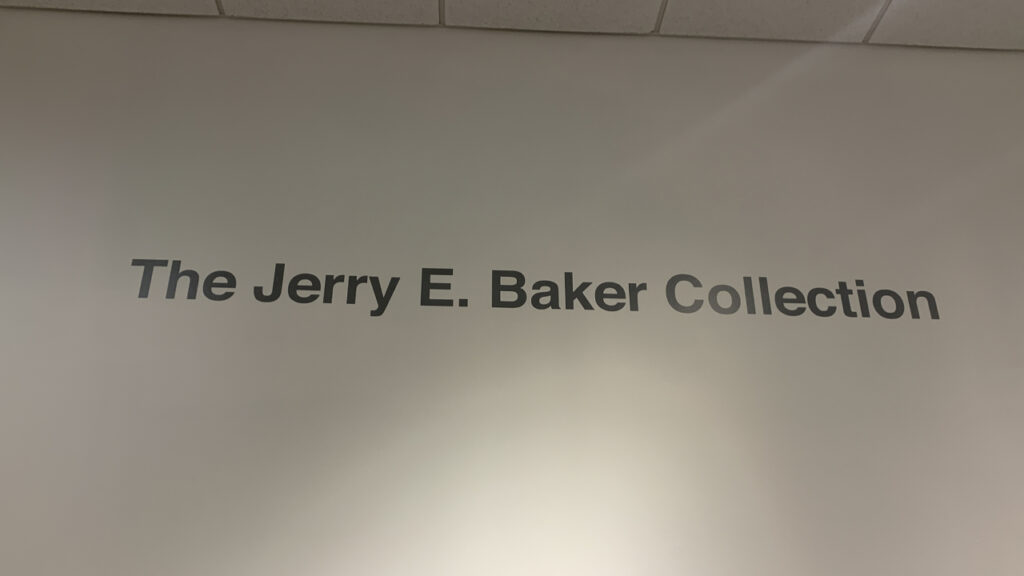 The Jerry E. Baker Collection